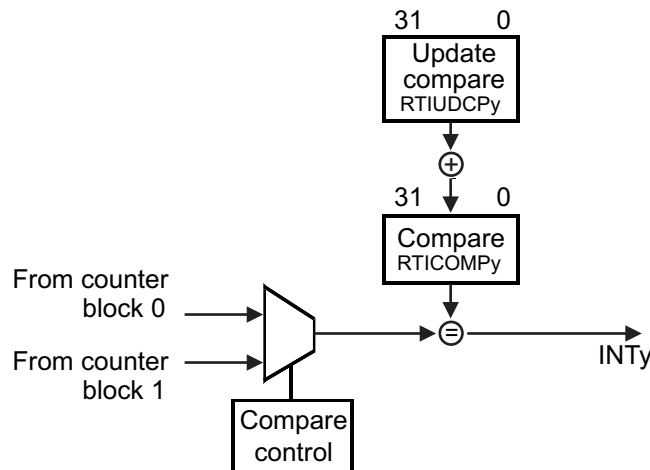 31 0
Update
compare
RTIUDCPy
+
31 0
Compare
RTICOMPy
From counter
block 0
=
INTy
From counter
block 1
Compare
control